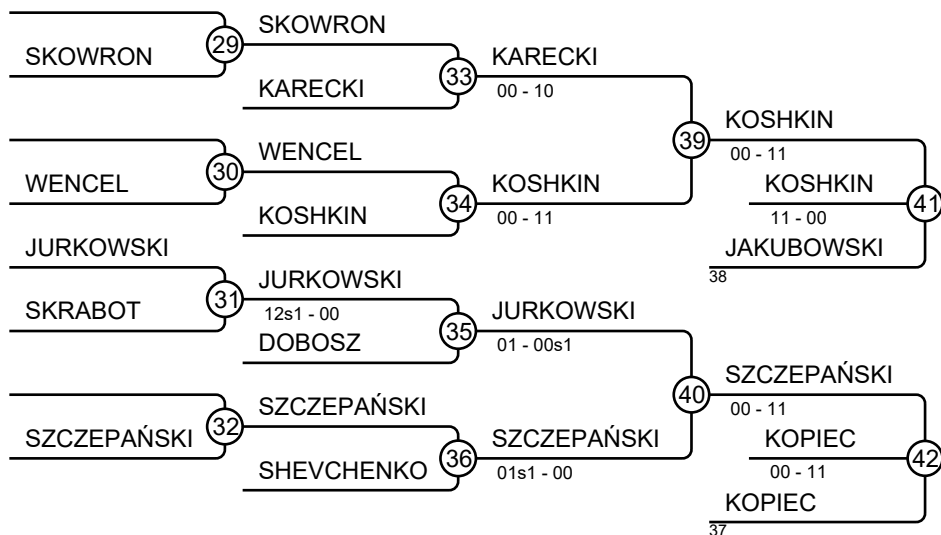 SKOWRON
29
SKOWRON
KARECKI
33
KARECKI
00 - 10
WENCEL
30
WENCEL
KOSHKIN
34
KOSHKIN
00 - 11
39
KOSHKIN
00 - 11
KOSHKIN
11 - 00
41
JAKUBOWSKI
38
JURKOWSKI
SKRABOT
31
JURKOWSKI
12s1 - 00
DOBOSZ
35
JURKOWSKI
01 - 00s1
SZCZEPAŃSKI
32
SZCZEPAŃSKI
SHEVCHENKO
36
SZCZEPAŃSKI
01s1 - 00
40
SZCZEPAŃSKI
00 - 11
KOPIEC
00 - 11
42
KOPIEC
37